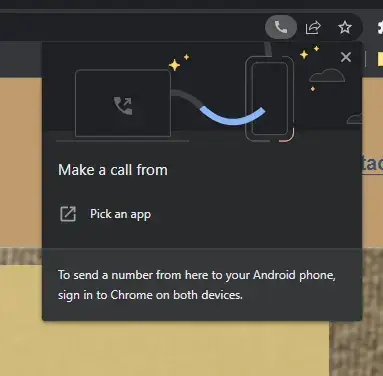 Make a call from
Pick an app
To send a number from here to your Android phone,
sign in to Chrome on both devices.